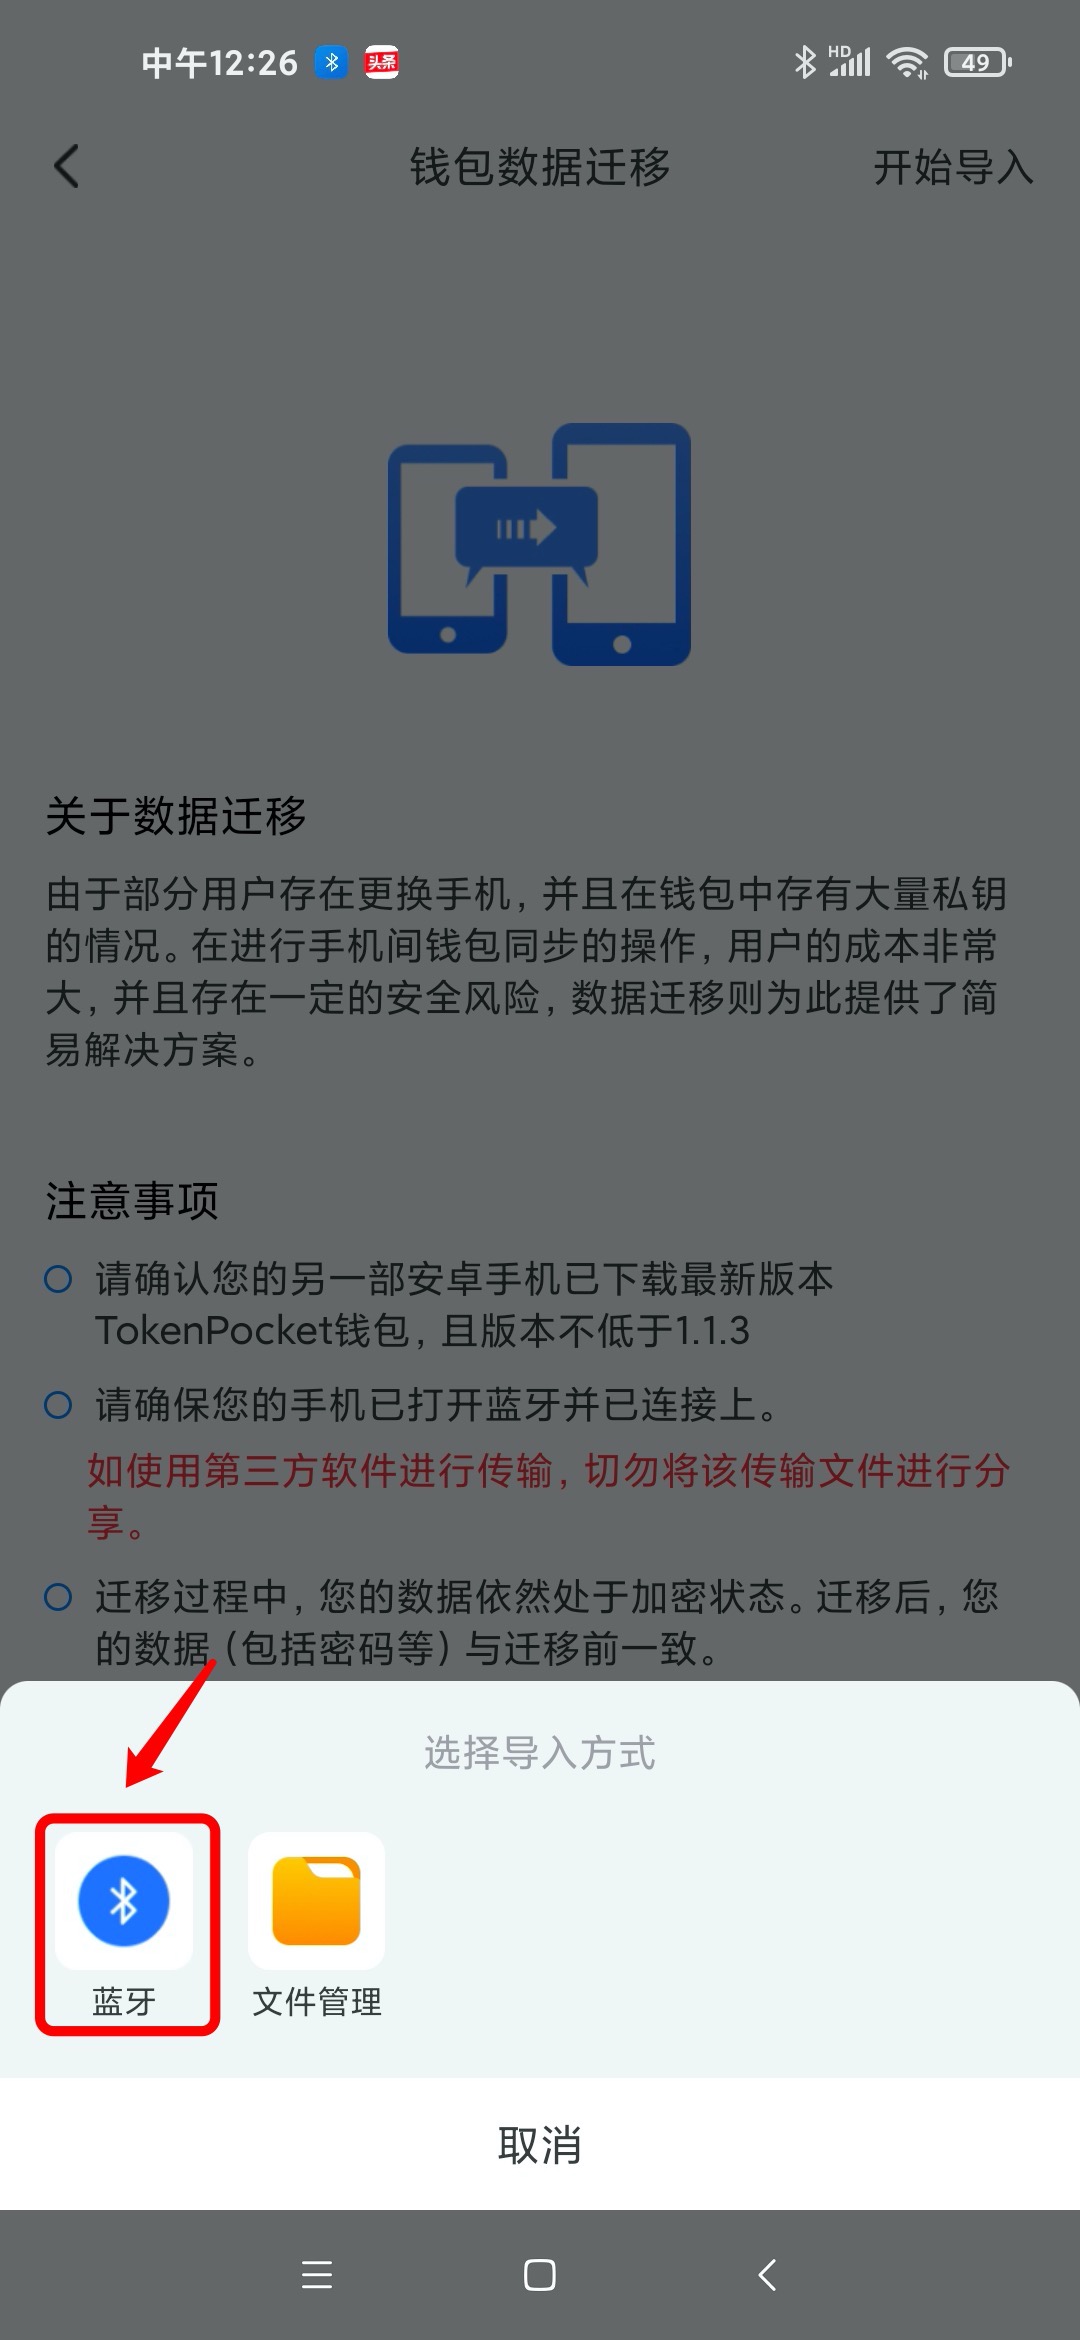 中午12:26
头条
HD
49
钱包数据迁移
开始导入
关于数据迁移
由于部分用户存在更换手机，并且在钱包中存有大量私钥
的情况。在进行手机间钱包同步的操作，用户的成本非常
大，并且存在一定的安全风险，数据迁移则为此提供了简
易解决方案。
注意事项
请确认您的另一部安卓手机已下载最新版本
TokenPocket钱包，且版本不低于1.1.3
请确保您的手机已打开蓝牙并已连接上。
如使用第三方软件进行传输，切勿将该传输文件进行分
享。
迁移过程中，您的数据依然处于加密状态。迁移后，您
的数据（包括密码等）与迁移前一致。
选择导入方式
蓝牙
文件管理
取消